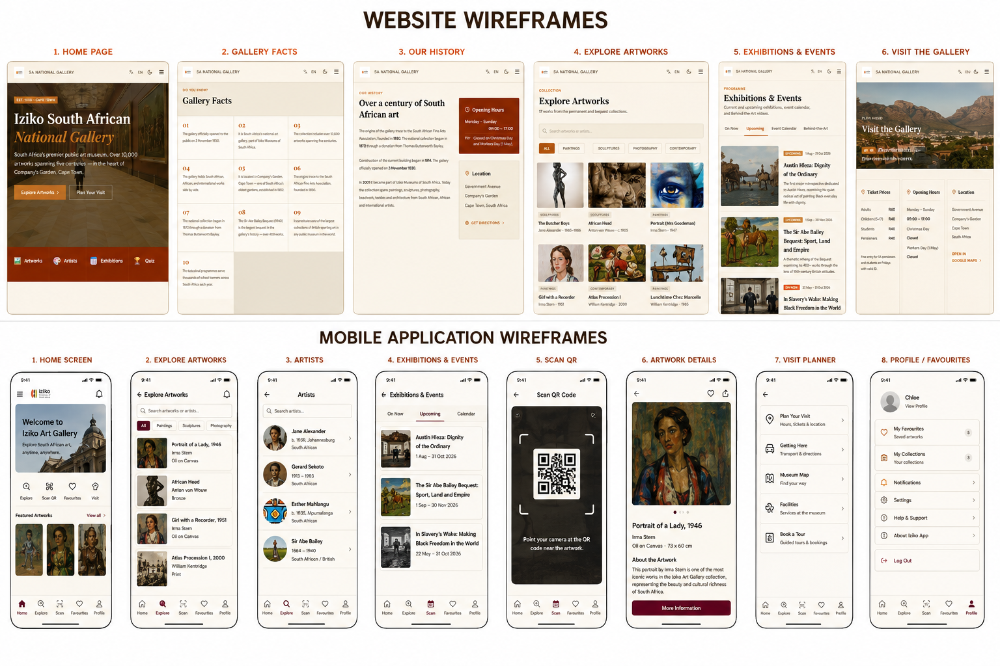 WEBSITE WIREFRAMES
1. HOME PAGE
SA NATIONAL GALLERY
EN
EST. 1930 • CAPE TOWN
Iziko South African
National Gallery
South Africa's premier public art museum. Over 10,000
artworks spanning five centuries — in the heart of
Company's Garden, Cape Town.
Explore Artworks
Plan Your Visit
Artworks
Artists
Exhibitions
Quiz
2. GALLERY FACTS
SA NATIONAL GALLERY
EN
DID YOU KNOW?
Gallery Facts
01
The gallery officially opened to the
public on 3 November 1930.
02
It is South Africa's national art
gallery, part of Iziko Museums of
South Africa.
03
The collection includes over 10,000
artworks spanning five centuries.
04
The gallery holds South African,
African, and international works
side by side.
05
It is located in Company's Garden,
Cape Town — one of South Africa's
oldest gardens, established in 1652.
06
The origins trace to the South
African Fine Arts Association,
founded in 1850.
07
The national collection began in
1872 through a donation from
Thomas Butterworth Bayley.
08
The Sir Abe Bailey Bequest (1940)
is the largest bequest in the
gallery's history — over 400 works.
09
It constitutes one of the largest
collections of British sporting art in
any public museum in the world.
10
The educational programmes serve
thousands of school learners across
South Africa each year.
3. OUR HISTORY
SA NATIONAL GALLERY
EN
OUR HISTORY
Over a century of South
African art
The origins of the gallery trace to the South African Fine Arts
Association, founded in 1850. The national collection began in
1872 through a donation from Thomas Butterworth Bayley.
Construction of the current building began in 1914. The gallery
officially opened on 3 November 1930.
In 2001 it became part of Iziko Museums of South Africa. Today
the collection spans paintings, sculptures, photography,
beadwork, textiles and architecture from South African, African
and international artists.
Opening Hours
Monday – Sunday
09:00 – 17:00
Closed on Christmas Day
and Workers Day (1 May).
Location
Government Avenue
Company's Garden
Cape Town, South Africa
GET DIRECTIONS
4. EXPLORE ARTWORKS
SA NATIONAL GALLERY
EN
COLLECTION
Explore Artworks
17 works from the permanent and bequest collections.
Search artworks or artists...
ALL
PAINTINGS
SCULPTURES
PHOTOGRAPHY
CONTEMPORARY
SCULPTURES
The Butcher Boys
Jane Alexander · 1985–1986
SCULPTURES
African Head
Anton von Wouw · c 1905
PAINTINGS
Portrait (Mrs Goodman)
Irma Stern · 1947
PAINTINGS
Girl with a Recorder
Irma Stern · 1951
CONTEMPORARY
Atlas Procession I
William Kentridge · 2000
PAINTINGS
Lunchtime Chez Marcelle
William Kentridge · 1985
5. EXHIBITIONS & EVENTS
SA NATIONAL GALLERY
EN
PROGRAMME
Exhibitions & Events
Current and upcoming exhibitions, event calendar,
and Behind-the-Art videos.
On Now
Upcoming
Event Calendar
Behind-the-Art
UPCOMING
1 Aug – 31 Oct 2026
Austin Hleza: Dignity
of the Ordinary
The first major retrospective dedicated
to Austin Hleza, examining his quiet
radical act of painting Black everyday
life with dignity.
UPCOMING
1 Sep – 30 Nov 2026
The Sir Abe Bailey
Bequest: Sport, Land
and Empire
A thematic rehang of the Bequest
examining its 400+ works through the
lens of 19th-century British attitudes.
ON NOW
22 May – 31 Oct 2026
In Slavery's Wake: Making
Black Freedom in the World
6. VISIT THE GALLERY
SA NATIONAL GALLERY
EN
PLAN AHEAD
Visit the Gallery
Ticket Prices
Adults R60
Children (5–17) R40
Students R40
Pensioners R40
Free entry for SA pensioners
and students on Fridays
with valid ID.
Opening Hours
Monday – Sunday
09:00 – 17:00
Christmas Day
Closed
Workers Day (1 May)
Closed
Location
Government Avenue
Company's Garden
Cape Town
South Africa
OPEN IN
GOOGLE MAPS
MOBILE APPLICATION WIREFRAMES
1. HOME SCREEN
9:41
iziko
Welcome to
Iziko Art Gallery
Explore South African art,
anytime, anywhere.
Explore
Scan QR
Favourites
Visit
Featured Artworks
View all
Home
Explore
Scan
Favourites
Profile
2. EXPLORE ARTWORKS
9:41
Explore Artworks
Search artworks or artists...
All
Paintings
Sculptures
Photography
Portrait of a Lady, 1946
Irma Stern
Oil on Canvas
African Heed
Anton von Wouw
Bronze
Girl with a Recorder, 1951
Irma Stern
Oil on Canvas
Atlas Procession I, 2000
William Kentridge
Print
Home
Explore
Scan
Favourites
Profile
3. ARTISTS
9:41
Artists
Search artists...
Jane Alexander
b. 1959, Johannesburg
South African
Gerard Sekoto
1913 – 1993
South African
Esther Mahlangu
b. 1935, Mpumalanga
South African
Sir Abe Bailey
1664 – 1940
South African / British
Home
Explore
Scan
Favourites
Profile
4. EXHIBITIONS & EVENTS
9:41
Exhibitions & Events
On Now
Upcoming
Calendar
Austin Hleza: Dignity
of the Ordinary
1 Aug – 31 Oct 2026
The Sir Abe Bailey Bequest:
Sport, Land and Empire
1 Sep – 30 Nov 2026
In Slavery's Wake: Making
Black Freedom in the World
22 May – 31 Oct 2026
Home
Explore
Scan
Favourites
Profile
5. SCAN QR
9:41
Scan QR Code
Point your camera at the QR
code near the artwork.
Home
Explore
Scan
Favourites
Profile
6. ARTWORK DETAILS
9:41
Portrait of a Lady, 1946
Irma Stern
Oil on Canvas · 73 x 60 cm
About the Artwork
This portrait by Irma Stern is one of the most
iconic works in the Iziko Art Gallery collection,
representing the beauty and cultural richness
of South Africa.
More Information
7. VISIT PLANNER
9:41
Plan Your Visit
Hours, tickets & location
Getting Here
Transport & directions
Museum Map
Find your way
Facilities
Services at the museum
Book a Tour
Guided tours & bookings
Home
Explore
Scan
Favourites
Profile
8. PROFILE / FAVOURITES
9:41
Chloe
View Profile
My Favourites
Saved artworks
5
My Collections
Your collections
3
Notifications
Settings
Help & Support
About Iziko App
Log Out
Home
Explore
Scan
Favourites
Profile